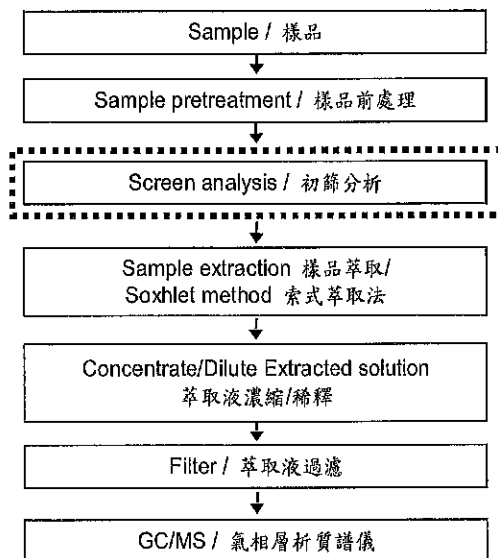 Sample / 樣品
Sample pretreatment / 樣品前處理
Screen analysis / 初篩分析
Sample extraction 樣品萃取/
Soxhlet method 索式萃取法
Concentrate/Dilute Extracted solution
萃取液濃縮/稀釋
Filter / 萃取液過濾
GC/MS / 氣相層析質譜儀